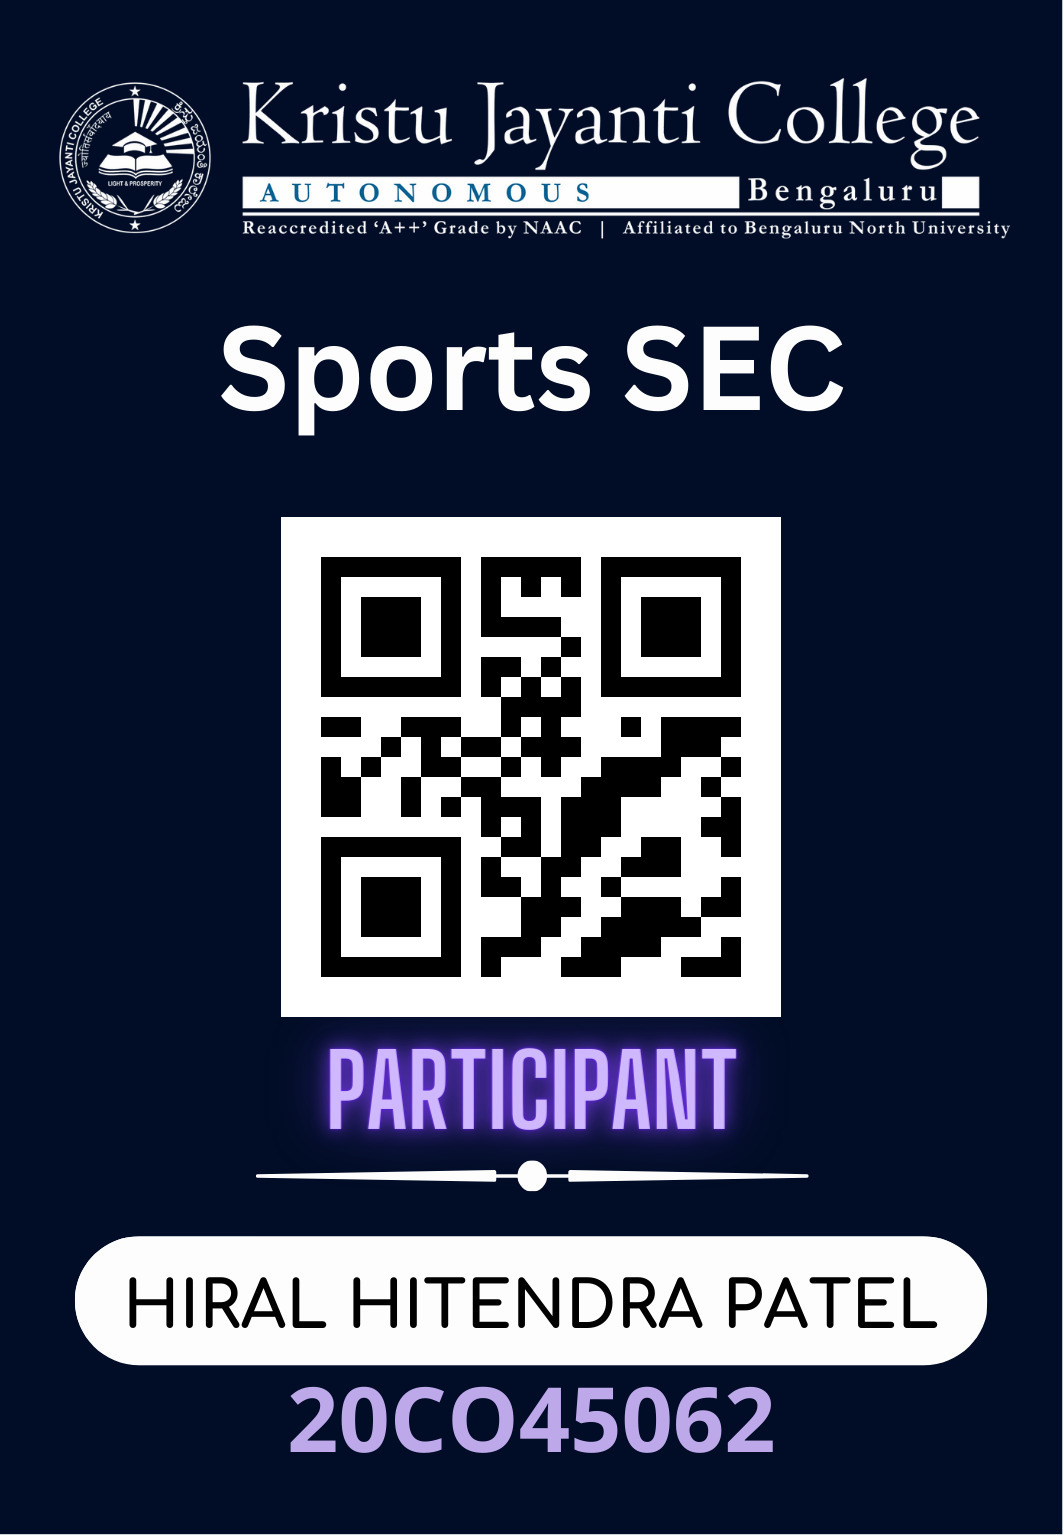 Kristu Jayanti College
AUTONOMOUS Bengaluru
Reaccredited ‘A++’ Grade by NAAC | Affiliated to Bengaluru North University
KRISTU JAYANTI COLLEGE
LIGHT & PROSPERITY
Sports SEC
PARTICIPANT
HIRAL HITENDRA PATEL
20CO45062